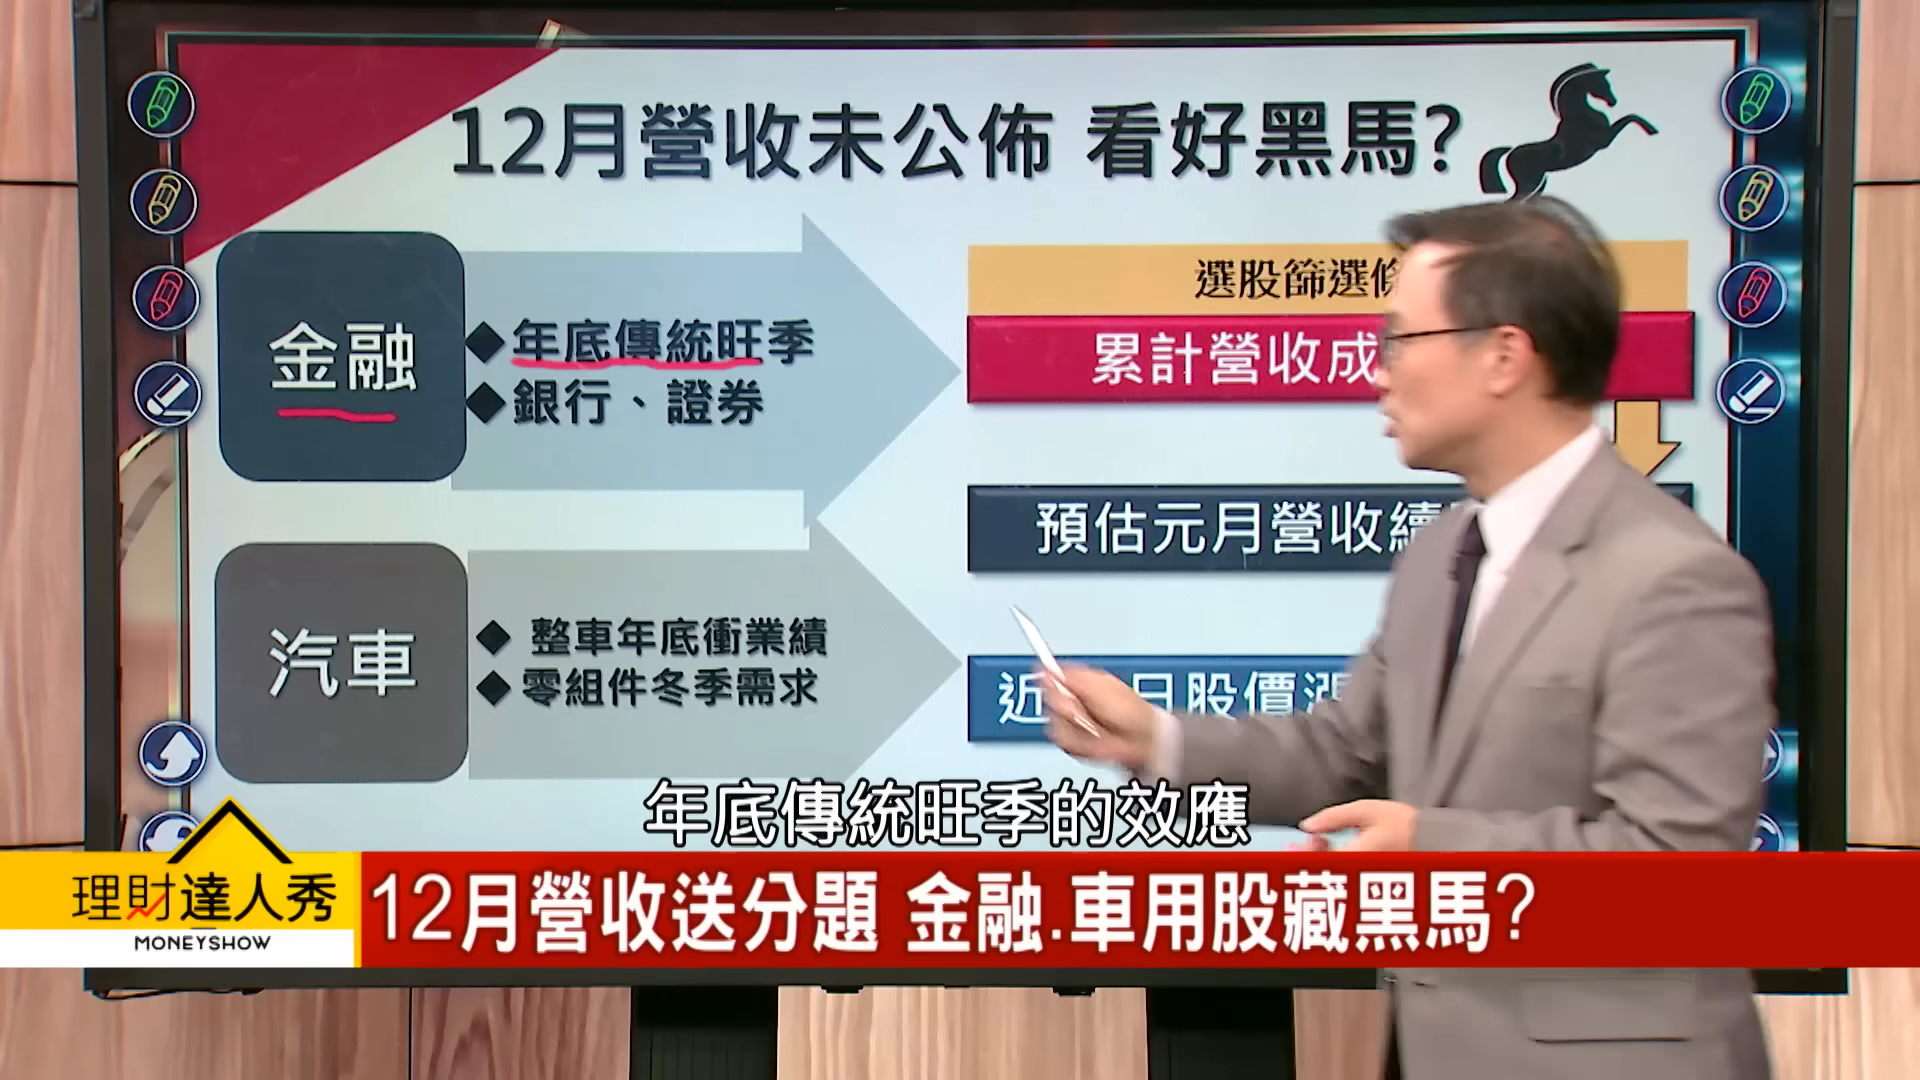 12月營收未公佈 看好黑馬?
金融
◆年底傳統旺季
◆銀行、證券
汽車
◆ 整車年底衝業績
◆ 零組件冬季需求
選股篩選
累計營收成
預估元月營收續
近 日股價漲
年底傳統旺季的效應
理財達人秀
MONEYSHOW
12月營收送分題 金融.車用股藏黑馬?